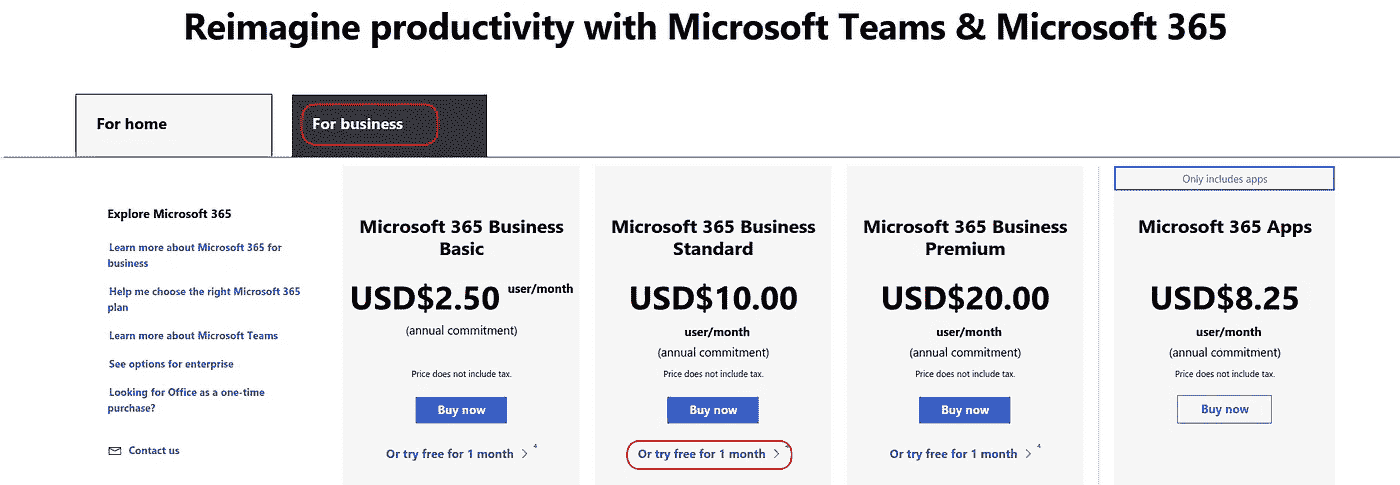 Reimagine productivity with Microsoft Teams & Microsoft 365
For home
For business
Explore Microsoft 365
Learn more about Microsoft 365 for
business
Help me choose the right Microsoft 365
plan
Learn more about Microsoft Teams
See options for enterprise
Looking for Office as a one-time
purchase?
Contact us
Microsoft 365 Business
Basic
USD$2.50 user/month
(annual commitment)
Price does not include tax.
Buy now
Or try free for 1 month > 4
Microsoft 365 Business
Standard
USD$10.00
user/month
(annual commitment)
Price does not include tax.
Buy now
Or try free for 1 month > 4
Microsoft 365 Business
Premium
USD$20.00
user/month
(annual commitment)
Price does not include tax.
Buy now
Or try free for 1 month > 4
Only includes apps
Microsoft 365 Apps
USD$8.25
user/month
(annual commitment)
Price does not include tax.
Buy now